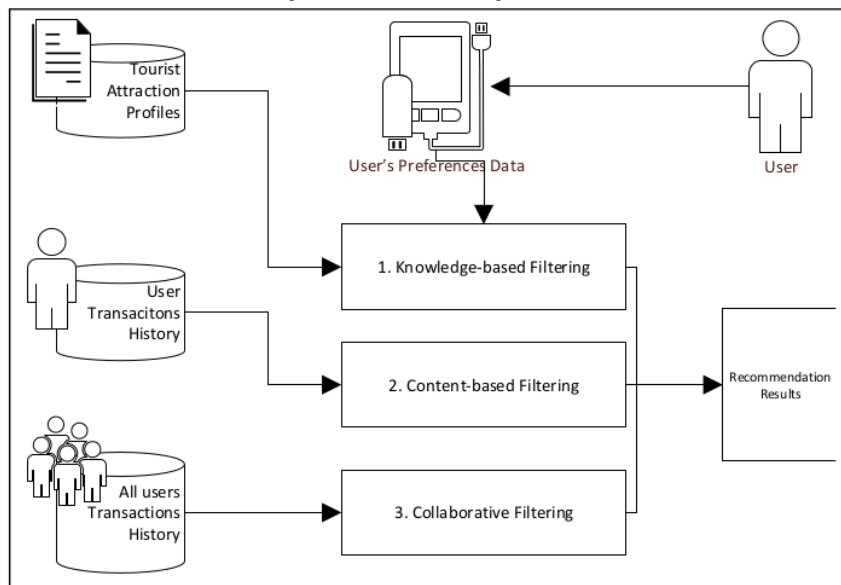 Tourist
Attraction
Profiles
User's Preferences Data
User
1. Knowledge-based Filtering
User
Transacitons
History
2. Content-based Filtering
Recommendation
Results
All users
Transactions
History
3. Collaborative Filtering